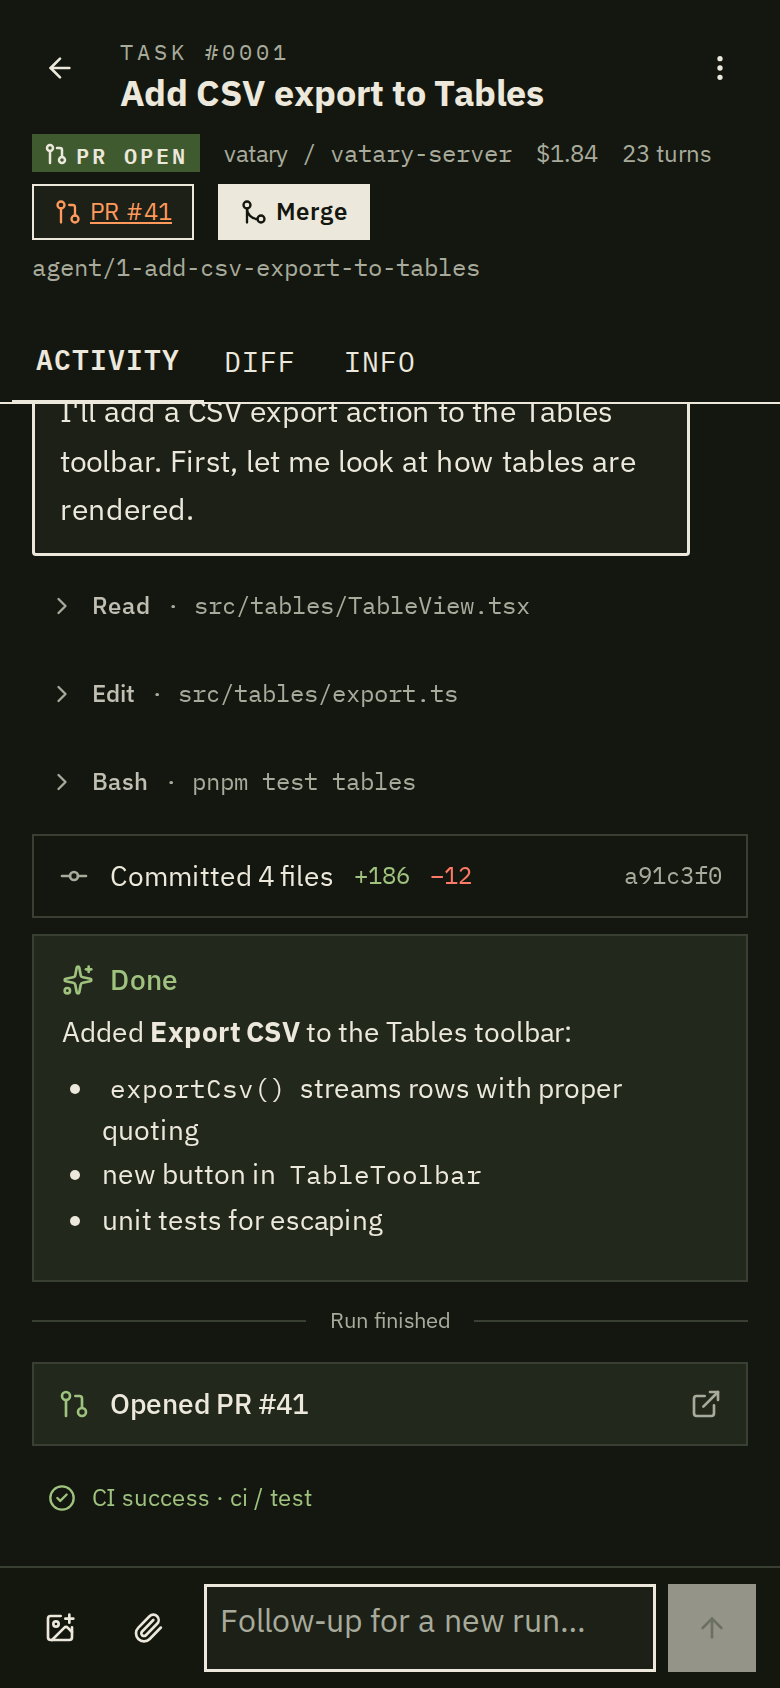 TASK #0001
Add CSV export to Tables
PR OPEN vatary / vatary-server $1.84 23 turns
PR #41 Merge
agent/1-add-csv-export-to-tables
ACTIVITY DIFF INFO
I'll add a CSV export action to the Tables
toolbar. First, let me look at how tables are
rendered.
Read · src/tables/TableView.tsx
Edit · src/tables/export.ts
Bash · pnpm test tables
Committed 4 files +186 −12 a91c3f0
Done
Added Export CSV to the Tables toolbar:
• exportCsv() streams rows with proper
quoting
• new button in TableToolbar
• unit tests for escaping
Run finished
Opened PR #41
CI success · ci / test
Follow-up for a new run...